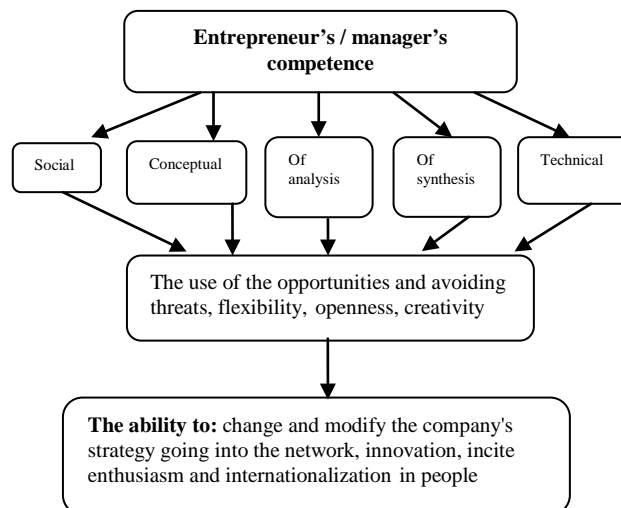 Entrepreneur’s / manager’s
competence
Social
Conceptual
Of
analysis
Of
synthesis
Technical
The use of the opportunities and avoiding
threats, flexibility, openness, creativity
The ability to: change and modify the company's
strategy going into the network, innovation, incite
enthusiasm and internationalization in people